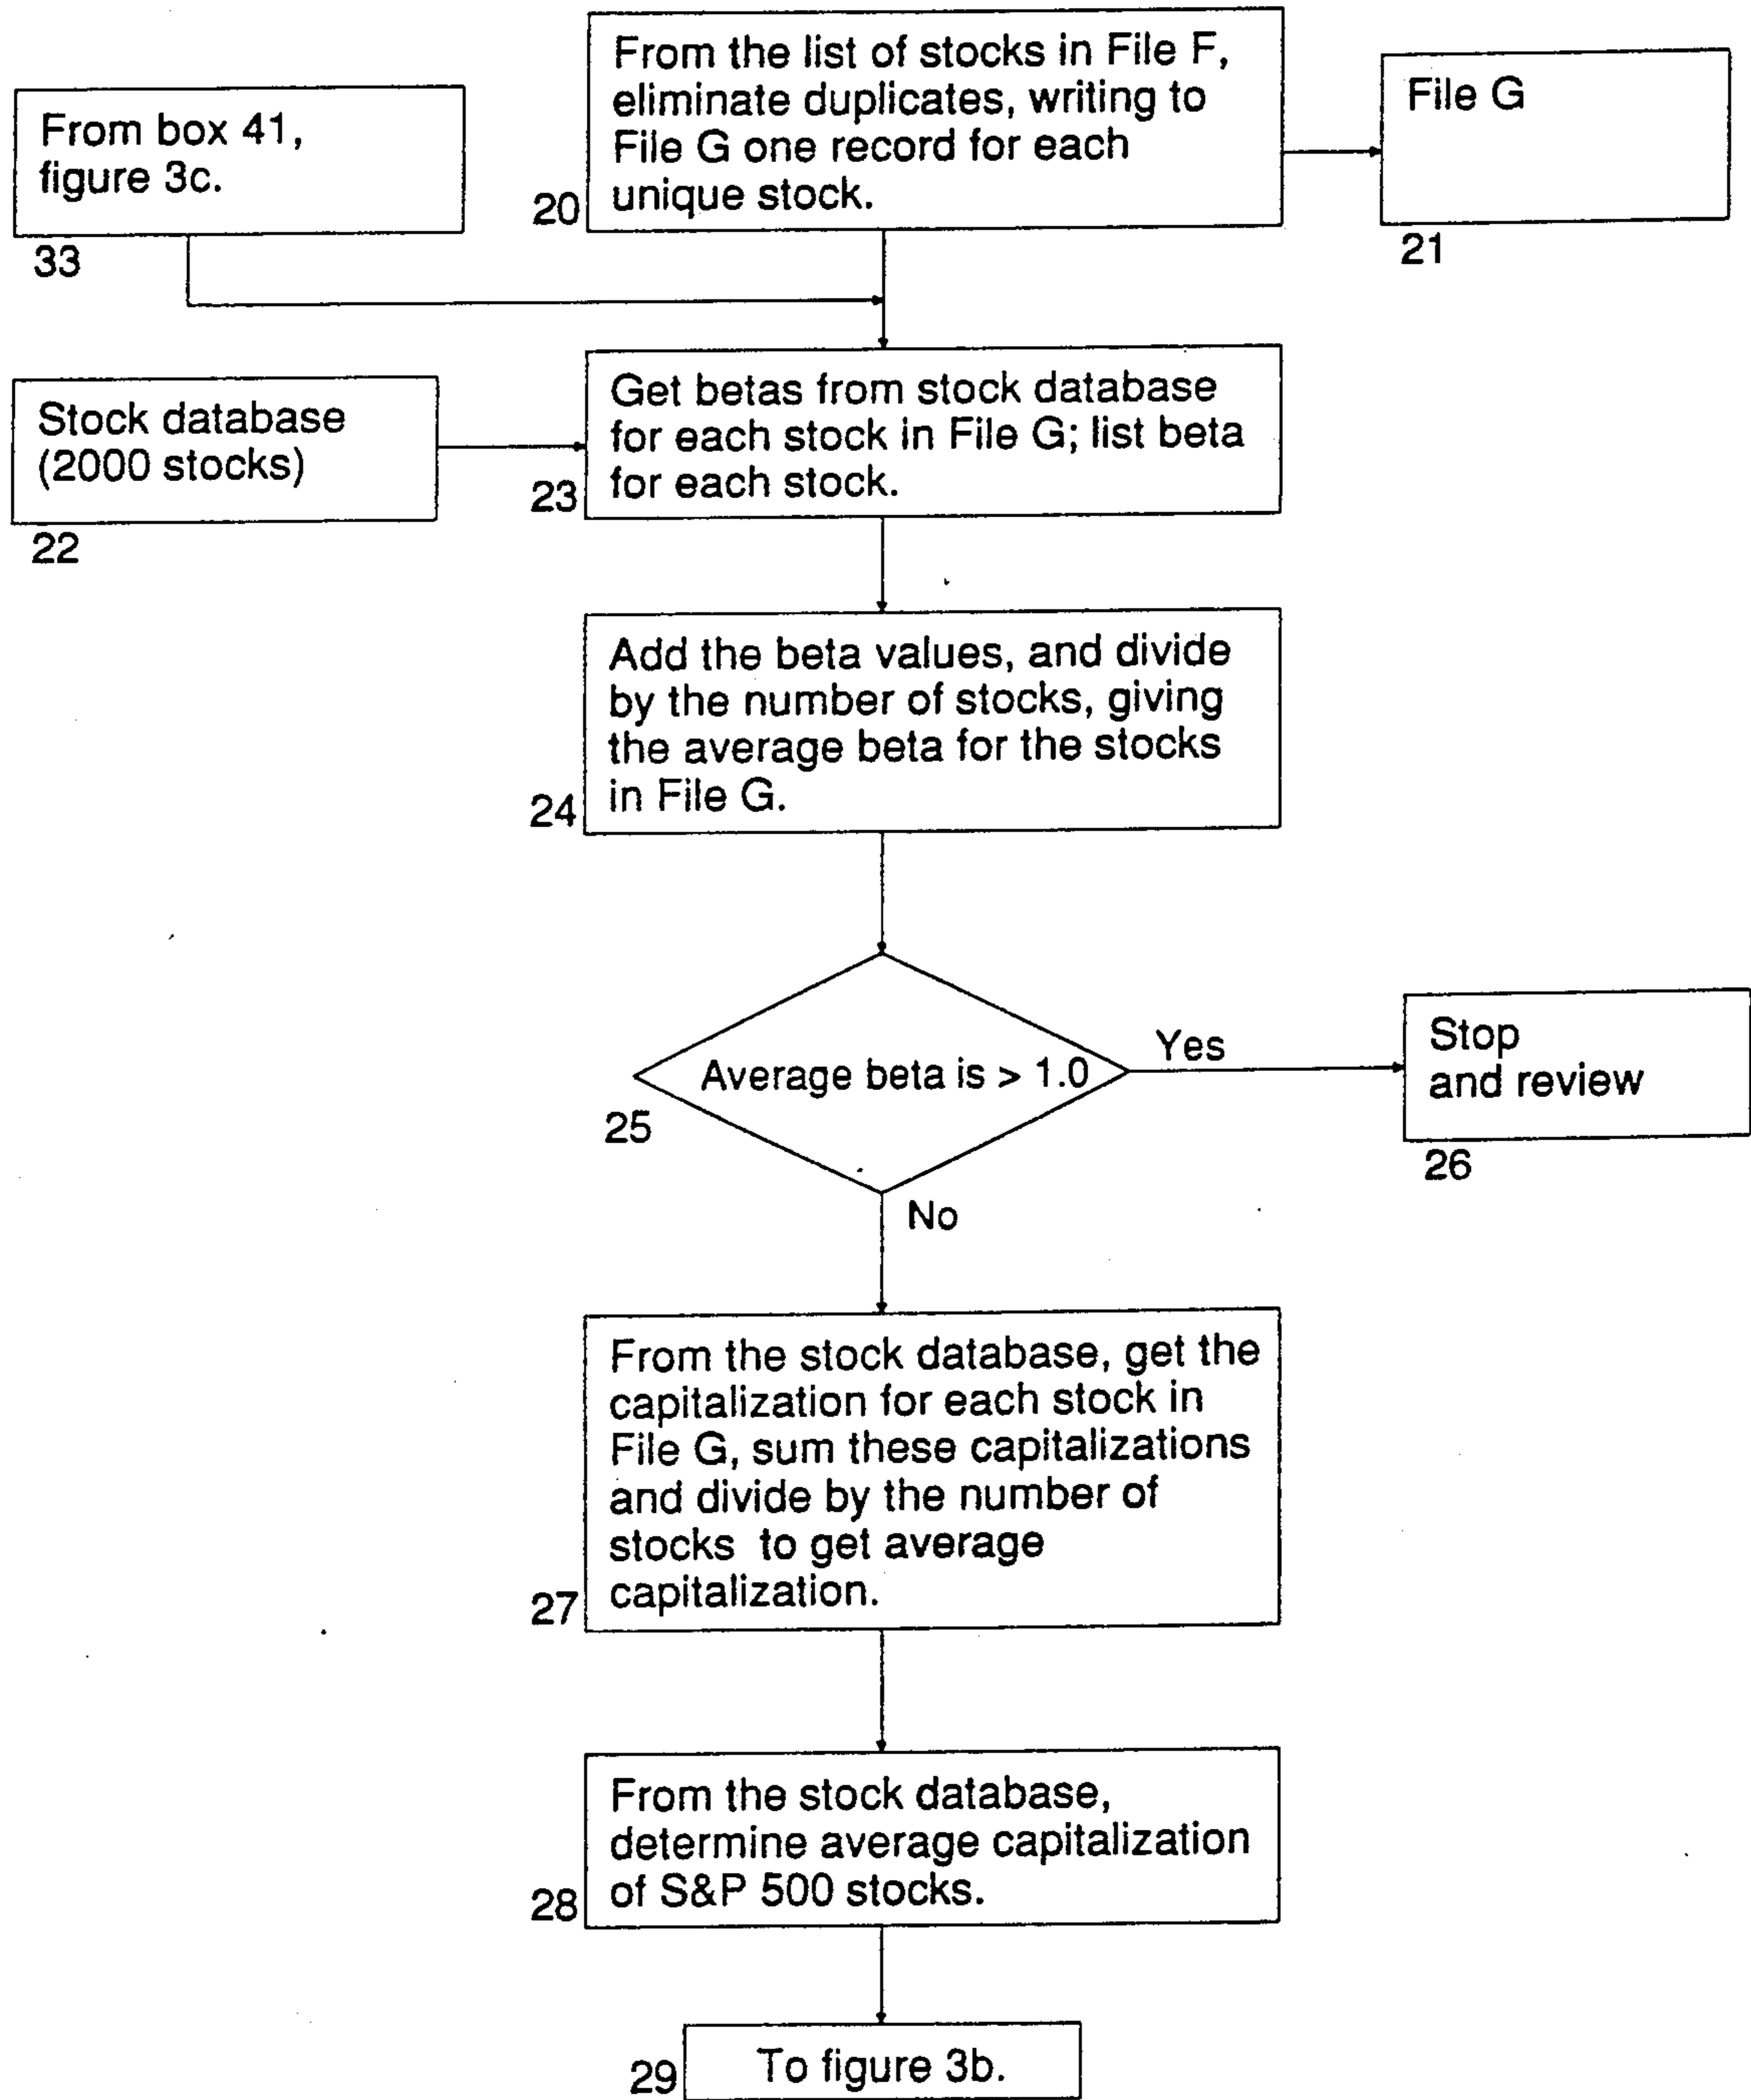 From the list of stocks in File F,
eliminate duplicates, writing to
File G one record for each
unique stock.
20
File G
21
From box 41,
figure 3c.
33
Stock database
(2000 stocks)
22
Get betas from stock database
for each stock in File G; list beta
for each stock.
23
Add the beta values, and divide
by the number of stocks, giving
the average beta for the stocks
in File G.
24
Average beta is > 1.0
25
Yes
Stop
and review
26
No
From the stock database, get the
capitalization for each stock in
File G, sum these capitalizations
and divide by the number of
stocks to get average
capitalization.
27
From the stock database,
determine average capitalization
of S&P 500 stocks.
28
29
To figure 3b.